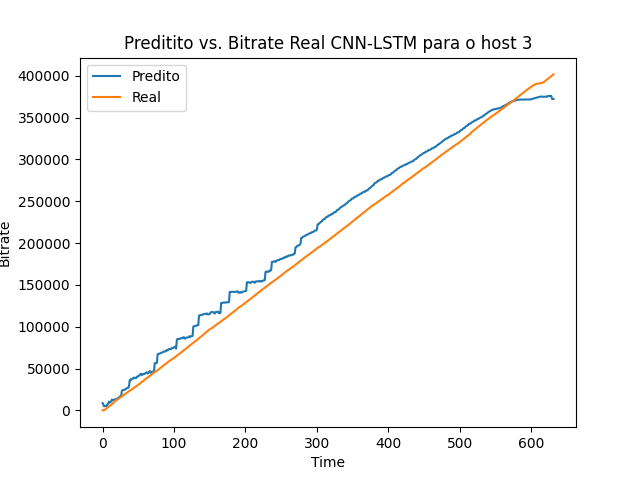 Preditito vs. Bitrate Real CNN-LSTM para o host 3
Predito
Real
400000
350000
300000
250000
200000
150000
100000
50000
0
Bitrate
0 100 200 300 400 500 600
Time